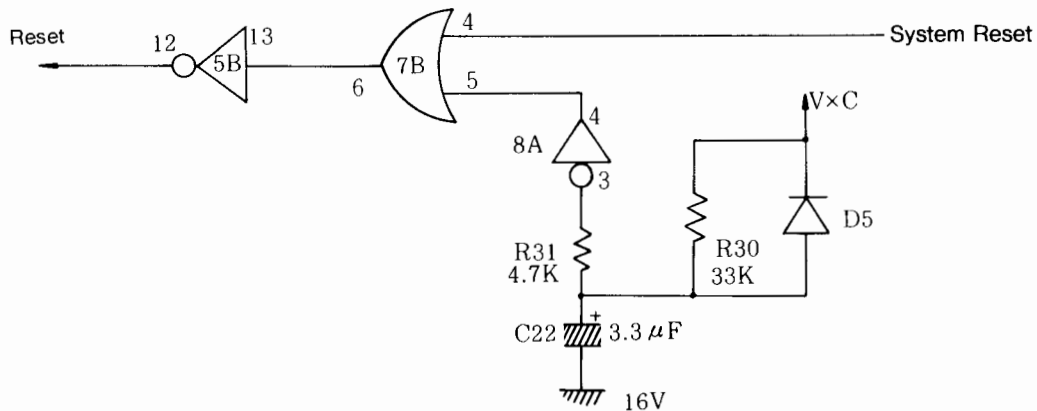 Reset
12
13
5B
6
7B
4
System Reset
5
4
8A
3
V×C
R31
4.7K
R30
33K
D5
C22
+
3.3 μF
16V